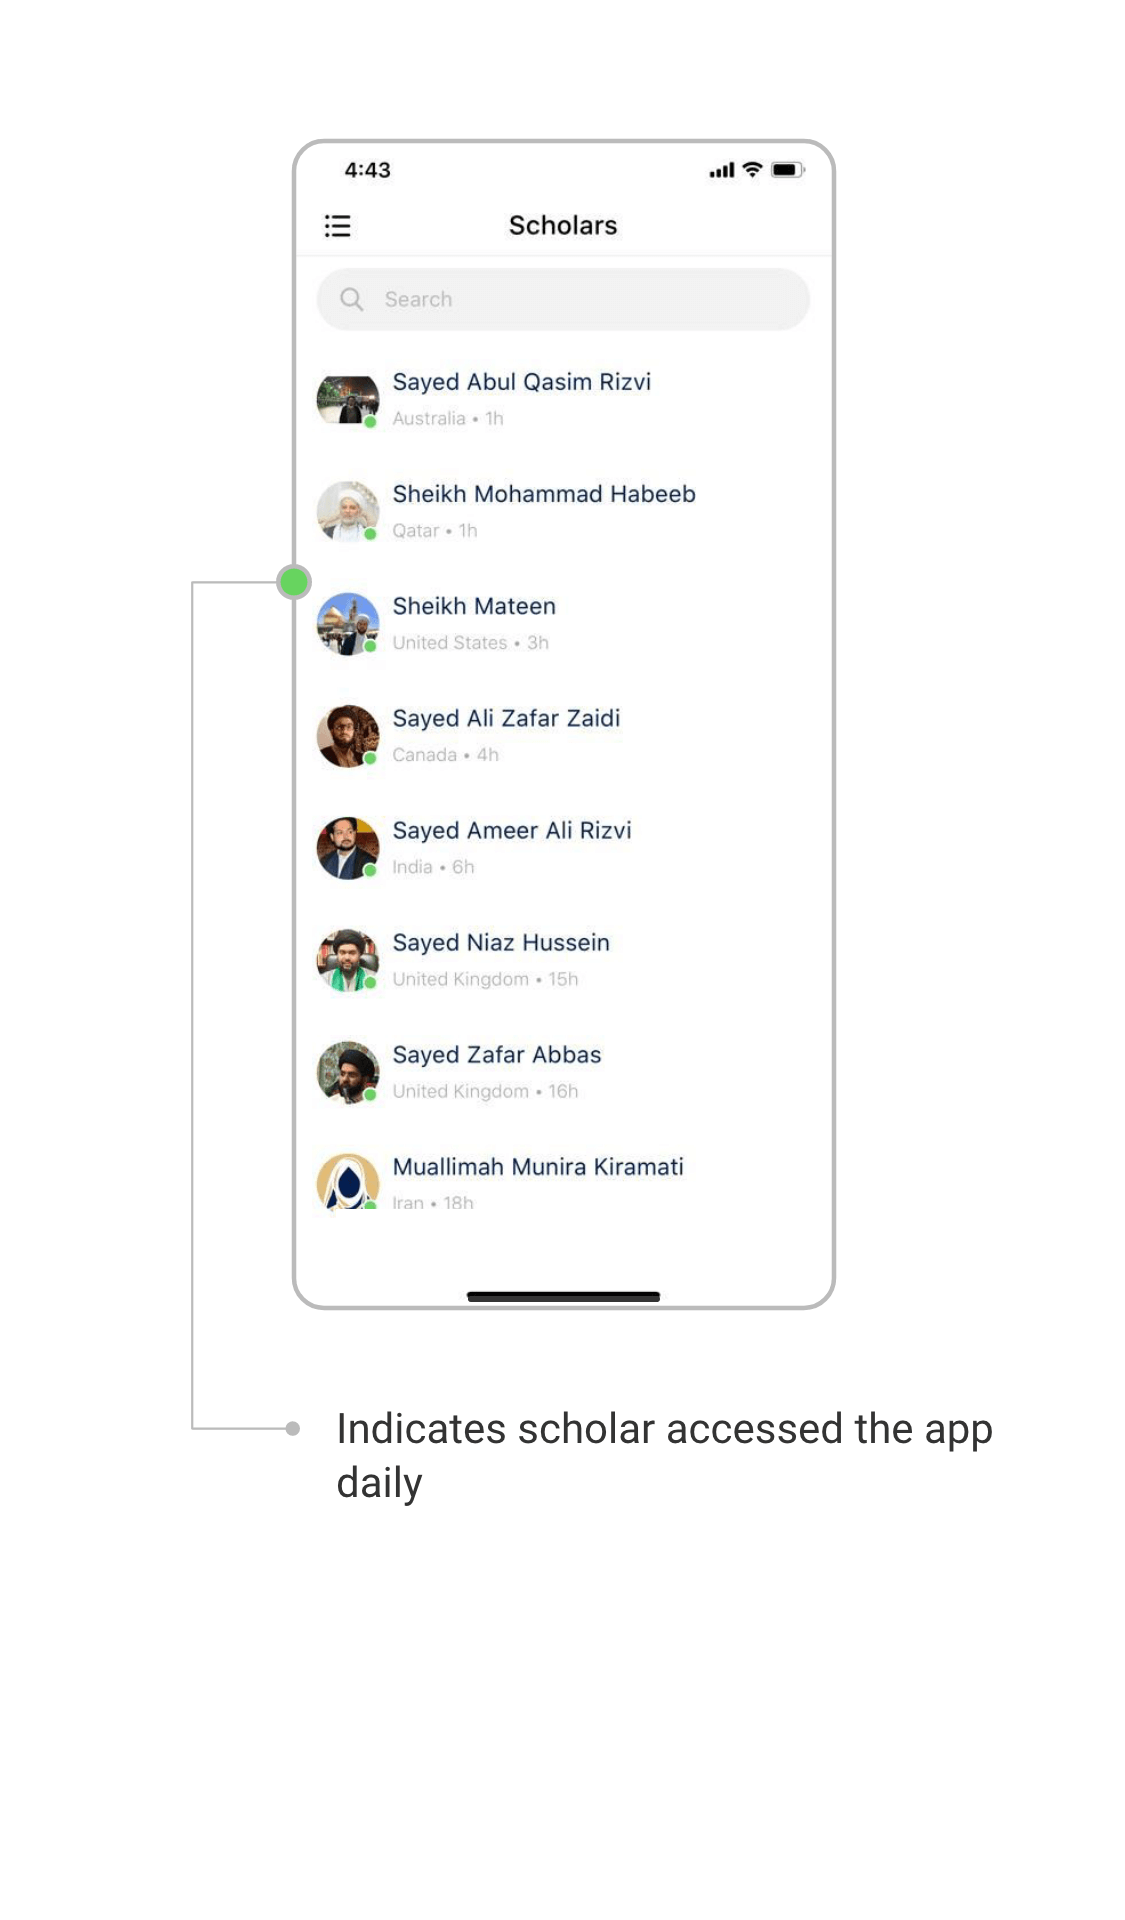 4:43
Scholars
Search
Sayed Abul Qasim Rizvi
Australia • 1h
Sheikh Mohammad Habeeb
Qatar • 1h
Sheikh Mateen
United States • 3h
Sayed Ali Zafar Zaidi
Canada • 4h
Sayed Ameer Ali Rizvi
India • 6h
Sayed Niaz Hussein
United Kingdom • 15h
Sayed Zafar Abbas
United Kingdom • 16h
Muallimah Munira Kiramati
Iran • 18h
Indicates scholar accessed the app
daily